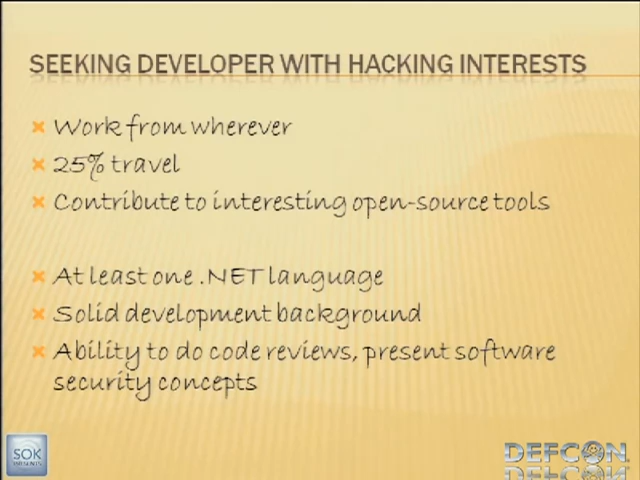 SEEKING DEVELOPER WITH HACKING INTERESTS
Work from wherever
25% travel
Contribute to interesting open-source tools
At least one .NET language
Solid development background
Ability to do code reviews, present software
security concepts
SOK
DEFCON